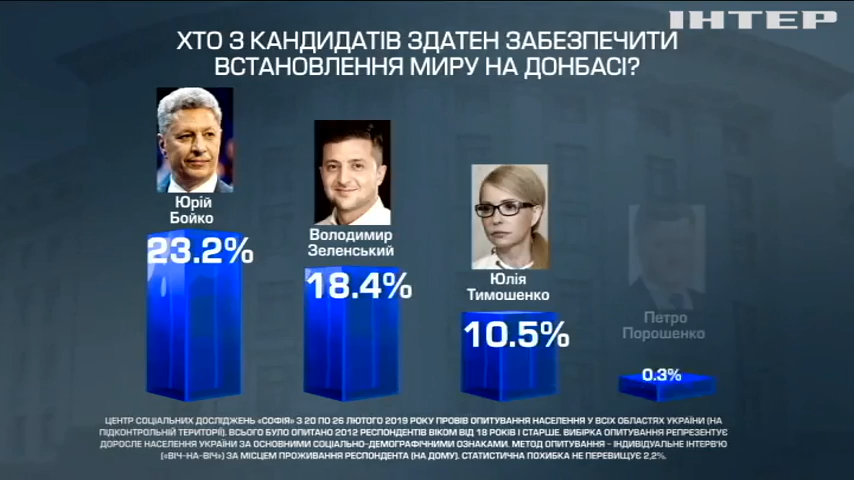 ІНТЕР
ХТО З КАНДИДАТІВ ЗДАТЕН ЗАБЕЗПЕЧИТИ
ВСТАНОВЛЕННЯ МИРУ НА ДОНБАСІ?
Юрій
Бойко
23.2%
Володимир
Зеленський
18.4%
Юлія
Тимошенко
10.5%
Петро
Порошенко
0.3%
ЦЕНТР СОЦІАЛЬНИХ ДОСЛІДЖЕНЬ «СОФІЯ» З 20 ПО 26 ЛЮТОГО 2019 РОКУ ПРОВІВ ОПИТУВАННЯ НАСЕЛЕННЯ У ВСІХ ОБЛАСТЯХ УКРАЇНИ (НА
ПІДКОНТРОЛЬНІЙ ТЕРИТОРІЇ). ВСЬОГО БУЛО ОПИТАНО 2012 РЕСПОНДЕНТІВ ВІКОМ ВІД 18 РОКІВ І СТАРШЕ. ВИБІРКА ОПИТУВАННЯ РЕПРЕЗЕНТУЄ
ДОРОСЛЕ НАСЕЛЕННЯ УКРАЇНИ ЗА ОСНОВНИМИ СОЦІАЛЬНО-ДЕМОГРАФІЧНИМИ ОЗНАКАМИ. МЕТОД ОПИТУВАННЯ – ІНДИВІДУАЛЬНЕ ІНТЕРВ'Ю
(«ВІЧ-НА-ВІЧ») ЗА МІСЦЕМ ПРОЖИВАННЯ РЕСПОНДЕНТА (НА ДОМУ). СТАТИСТИЧНА ПОХИБКА НЕ ПЕРЕВИЩУЄ 2,2%.